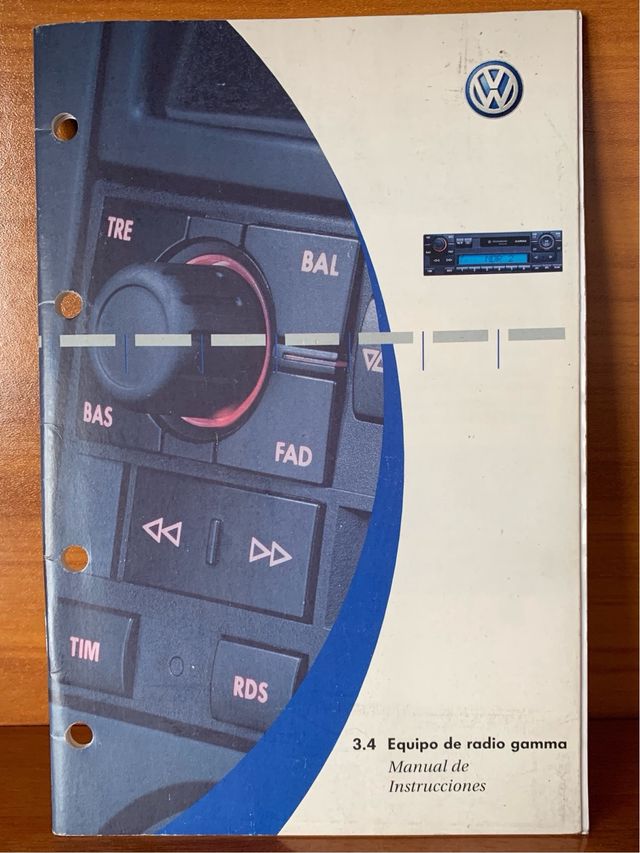 TRE
BAL
BAS
FAD
TIM
RDS
3.4 Equipo de radio gamma
Manual de
Instrucciones